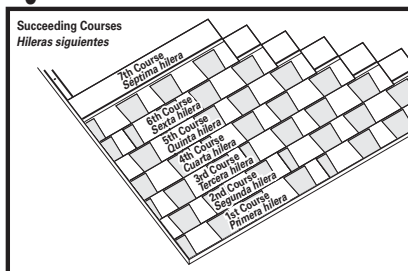 Succeeding Courses
Hileras siguientes
7th Course
Séptima hilera
6th Course
Sexta hilera
5th Course
Quinta hilera
4th Course
Cuarta hilera
3rd Course
Tercera hilera
2nd Course
Segunda hilera
1st Course
Primera hilera